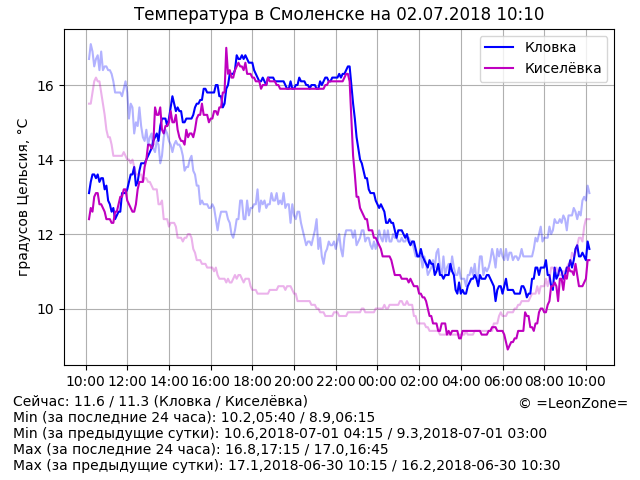 Температура в Смоленске на 02.07.2018 10:10
градусов Цельсия, °C
16
14
12
10
Кловка
Киселёвка
10:00 12:00 14:00 16:00 18:00 20:00 22:00 00:00 02:00 04:00 06:00 08:00 10:00
Сейчас: 11.6 / 11.3 (Кловка / Киселёвка)
© =LeonZone=
Min (за последние 24 часа): 10.2,05:40 / 8.9,06:15
Min (за предыдущие сутки): 10.6,2018-07-01 04:15 / 9.3,2018-07-01 03:00
Max (за последние 24 часа): 16.8,17:15 / 17.0,16:45
Max (за предыдущие сутки): 17.1,2018-06-30 10:15 / 16.2,2018-06-30 10:30